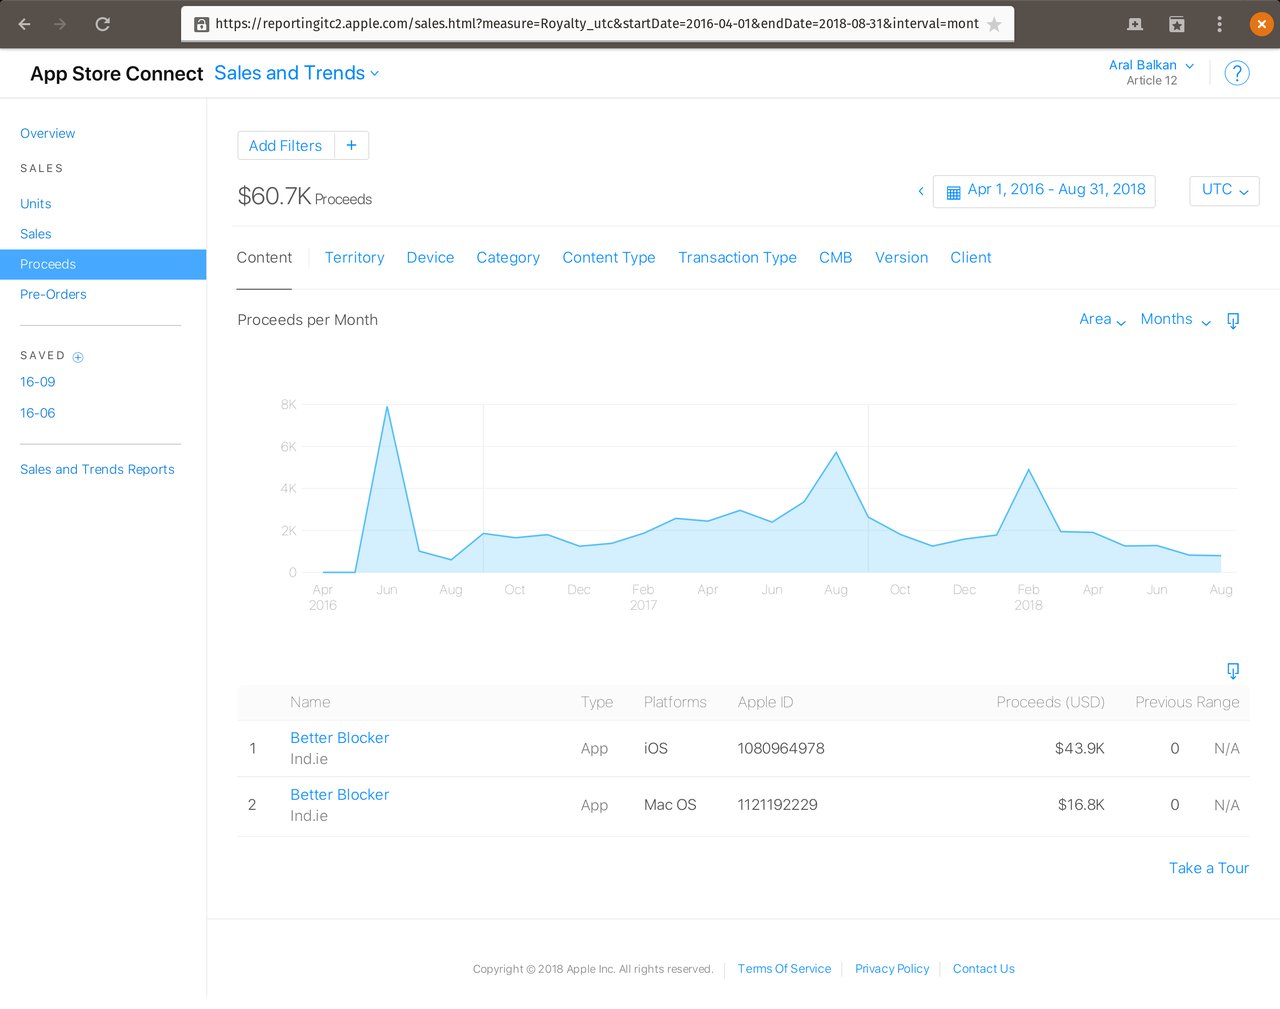 https://reportingitc2.apple.com/sales.html?measure=Royalty_utc&startDate=2016-04-01&endDate=2018-08-31&interval=mont
App Store Connect Sales and Trends
Aral Balkan
Article 12
?
Overview
SALES
Units
Sales
Proceeds
Pre-Orders
SAVED
16-09
16-06
Sales and Trends Reports
Add Filters +
$60.7K Proceeds
Apr 1, 2016 - Aug 31, 2018
UTC
Content Territory Device Category Content Type Transaction Type CMB Version Client
Proceeds per Month
Area Months
8K
6K
4K
2K
0
Apr Jun Aug Oct Dec Feb Apr Jun Aug Oct Dec Feb Apr Jun Aug
2016 2017 2018
Name Type Platforms Apple ID Proceeds (USD) Previous Range
1 Better Blocker App iOS 1080964978 $43.9K 0 N/A
Ind.ie
2 Better Blocker App Mac OS 1121192229 $16.8K 0 N/A
Ind.ie
Take a Tour
Copyright © 2018 Apple Inc. All rights reserved. Terms Of Service Privacy Policy Contact Us